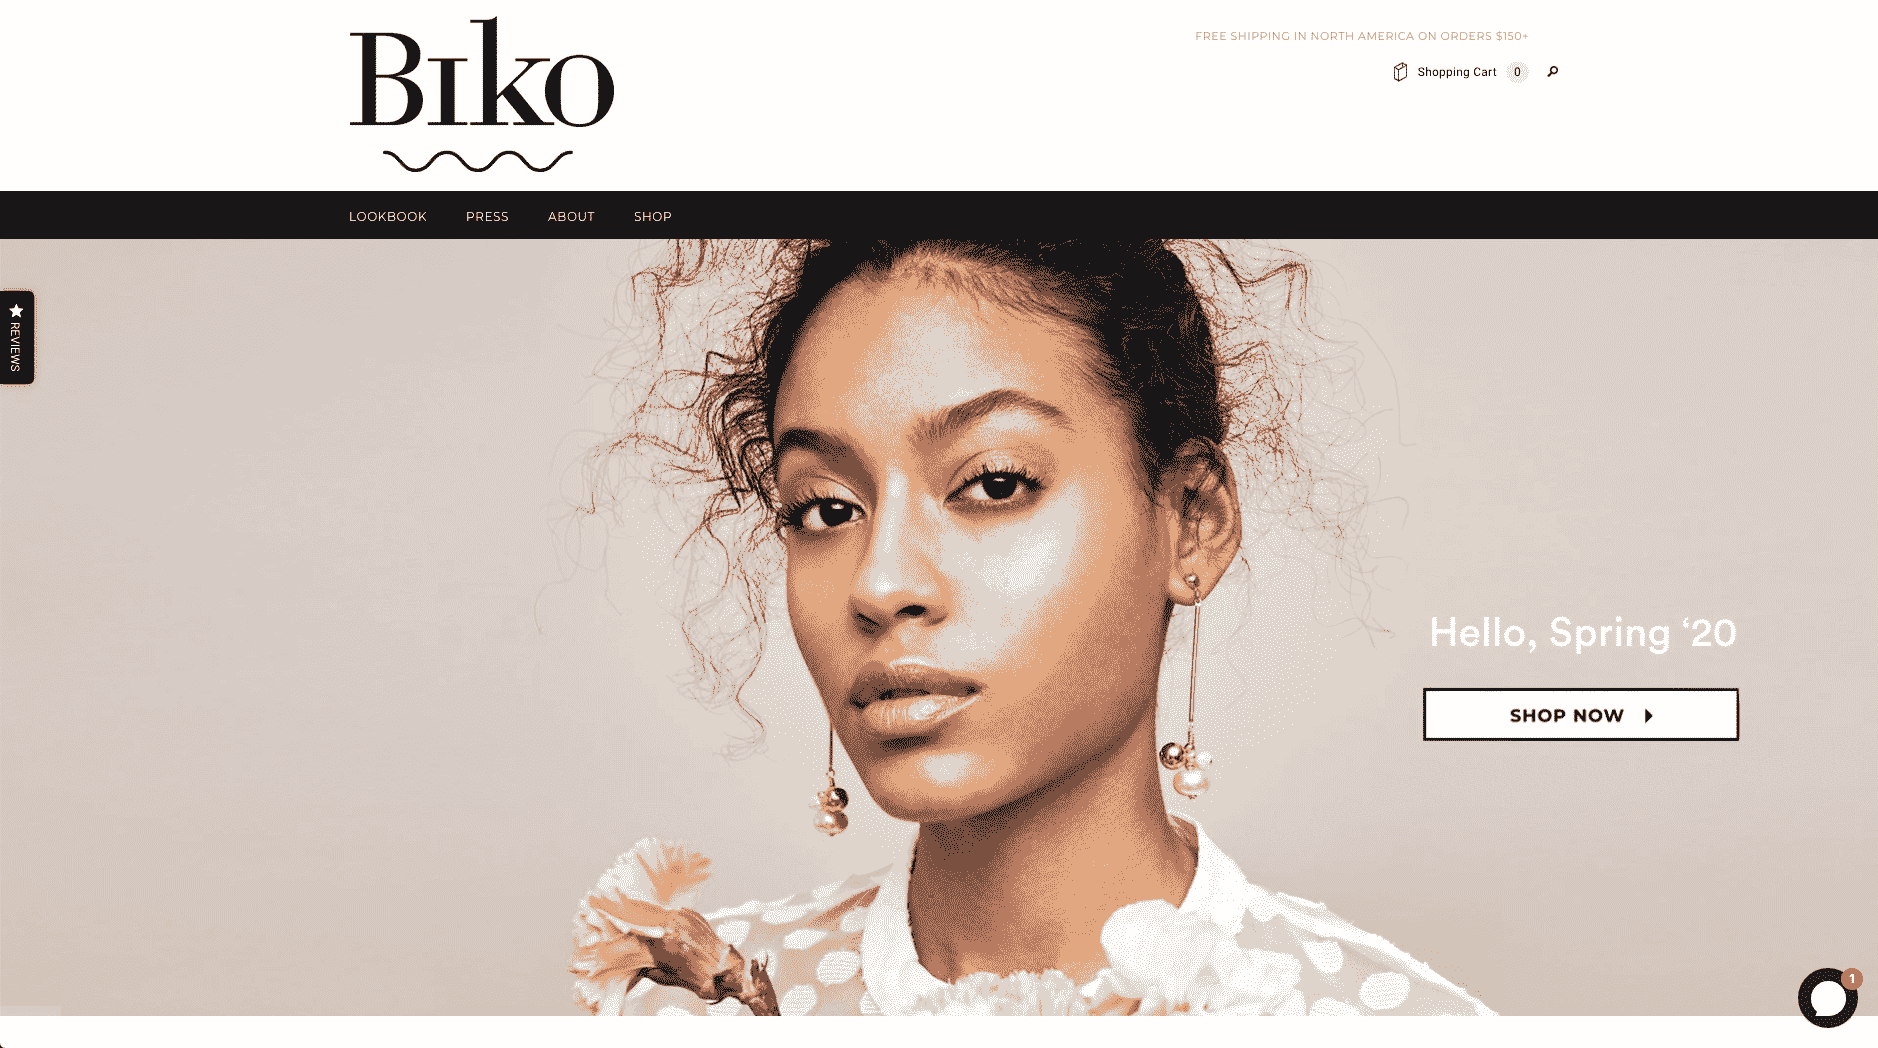 Biko
FREE SHIPPING IN NORTH AMERICA ON ORDERS $150+
Shopping Cart 0
LOOKBOOK PRESS ABOUT SHOP
REVIEWS
Hello, Spring ‘20
SHOP NOW
1